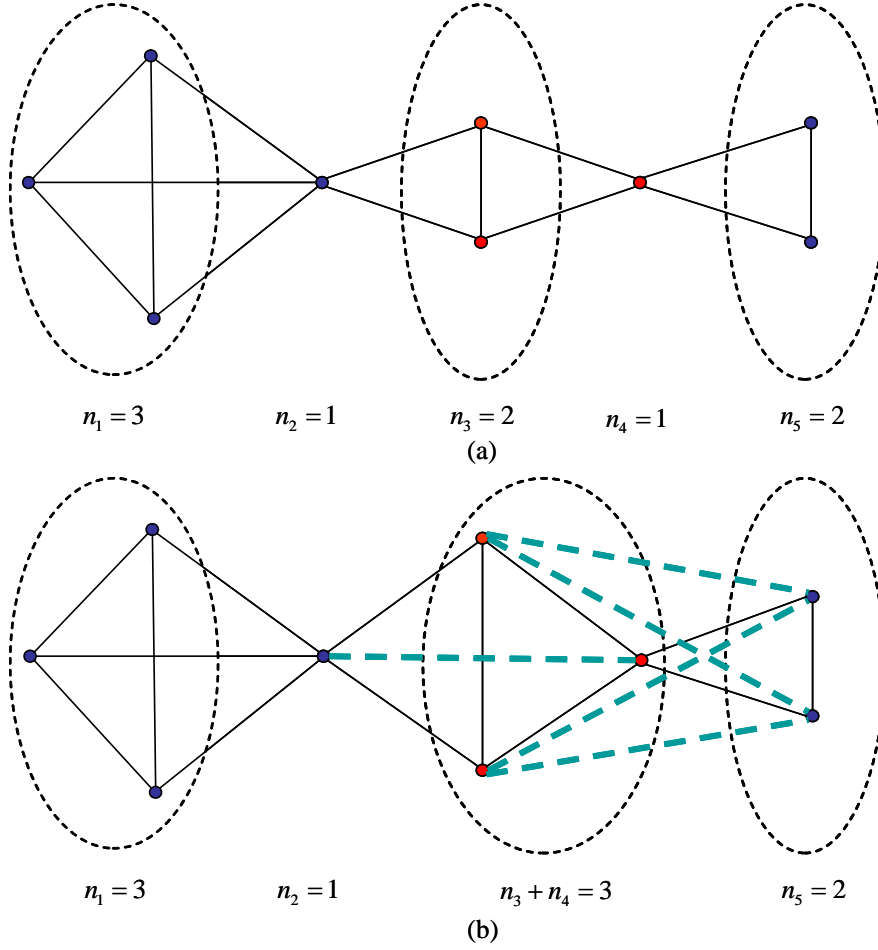 n₁ = 3 n₂ = 1 n₃ = 2 n₄ = 1 n₅ = 2
(a)
n₁ = 3 n₂ = 1 n₃ + n₄ = 3 n₅ = 2
(b)